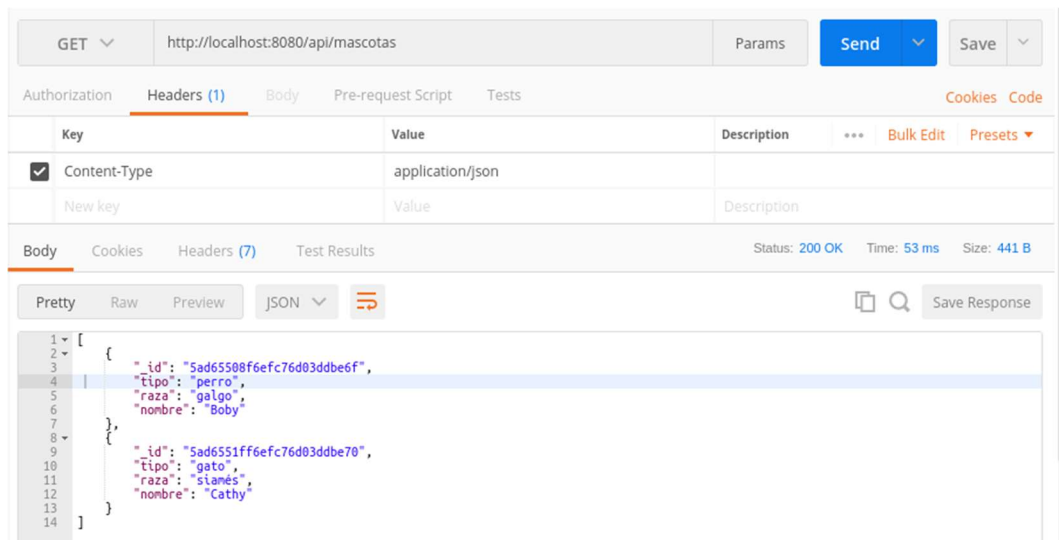 GET http://localhost:8080/api/mascotas Params Send Save
Authorization Headers (1) Body Pre-request Script Tests Cookies Code
Key Value Description Bulk Edit Presets
Content-Type application/json
New key Value Description
Body Cookies Headers (7) Test Results Status: 200 OK Time: 53 ms Size: 441 B
Pretty Raw Preview JSON Save Response
1 [
2 {
3 "_id": "5ad65508f6efc76d03ddbe6f",
4 "tipo": "perro",
5 "raza": "galgo",
6 "nombre": "Boby"
7 },
8 {
9 "_id": "5ad6551ff6efc76d03ddbe70",
10 "tipo": "gato",
11 "raza": "siamés",
12 "nombre": "Cathy"
13 }
14 ]